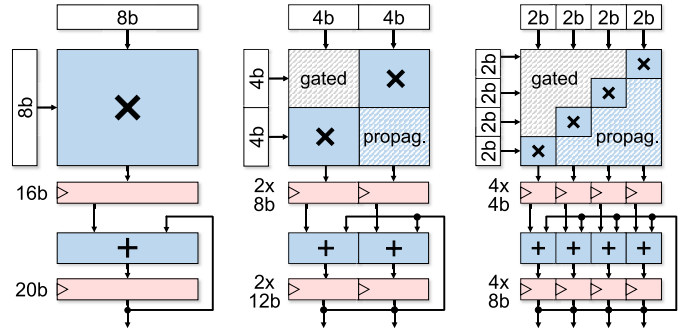 8b
8b
×
16b
+
20b
4b 4b
4b
4b
gated
×
×
propag.
2x
8b
+ +
2x
12b
2b 2b 2b 2b
2b
2b
2b
2b
gated
×
×
×
×
propag.
4x
4b
+ + + +
4x
8b